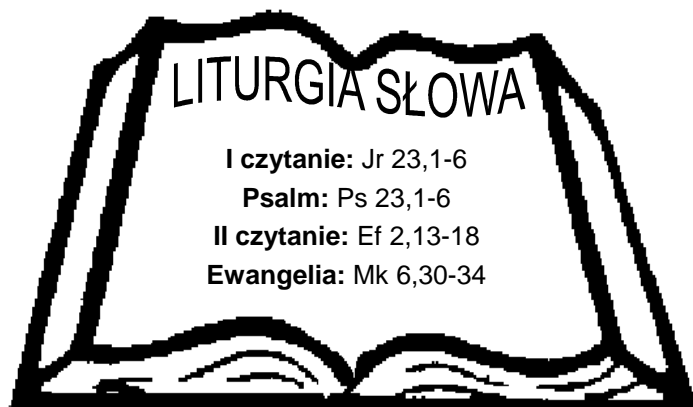 LITURGIA SŁOWA
I czytanie: Jr 23,1-6
Psalm: Ps 23,1-6
II czytanie: Ef 2,13-18
Ewangelia: Mk 6,30-34